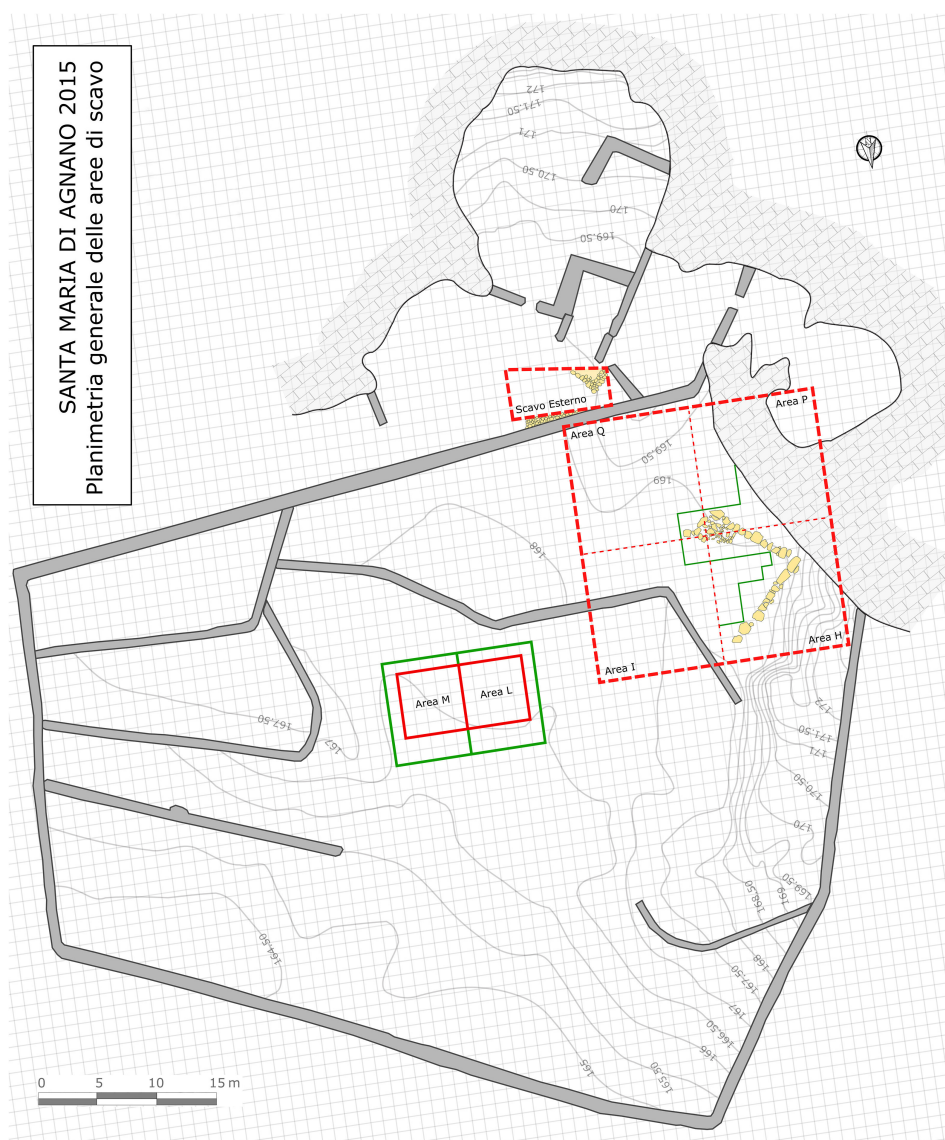 SANTA MARIA DI AGNANO 2015
Planimetria generale delle aree di scavo
172
171.50
171
170.50
170
169.50
Scavo Esterno
Area P
Area Q
169.50
169
168
Area H
Area I
Area M
Area L
167.50
167
172
171.50
171
170.50
170
169.50
169
168.50
168
167.50
167
166.50
166
165.50
165
164.50
0 5 10 15 m